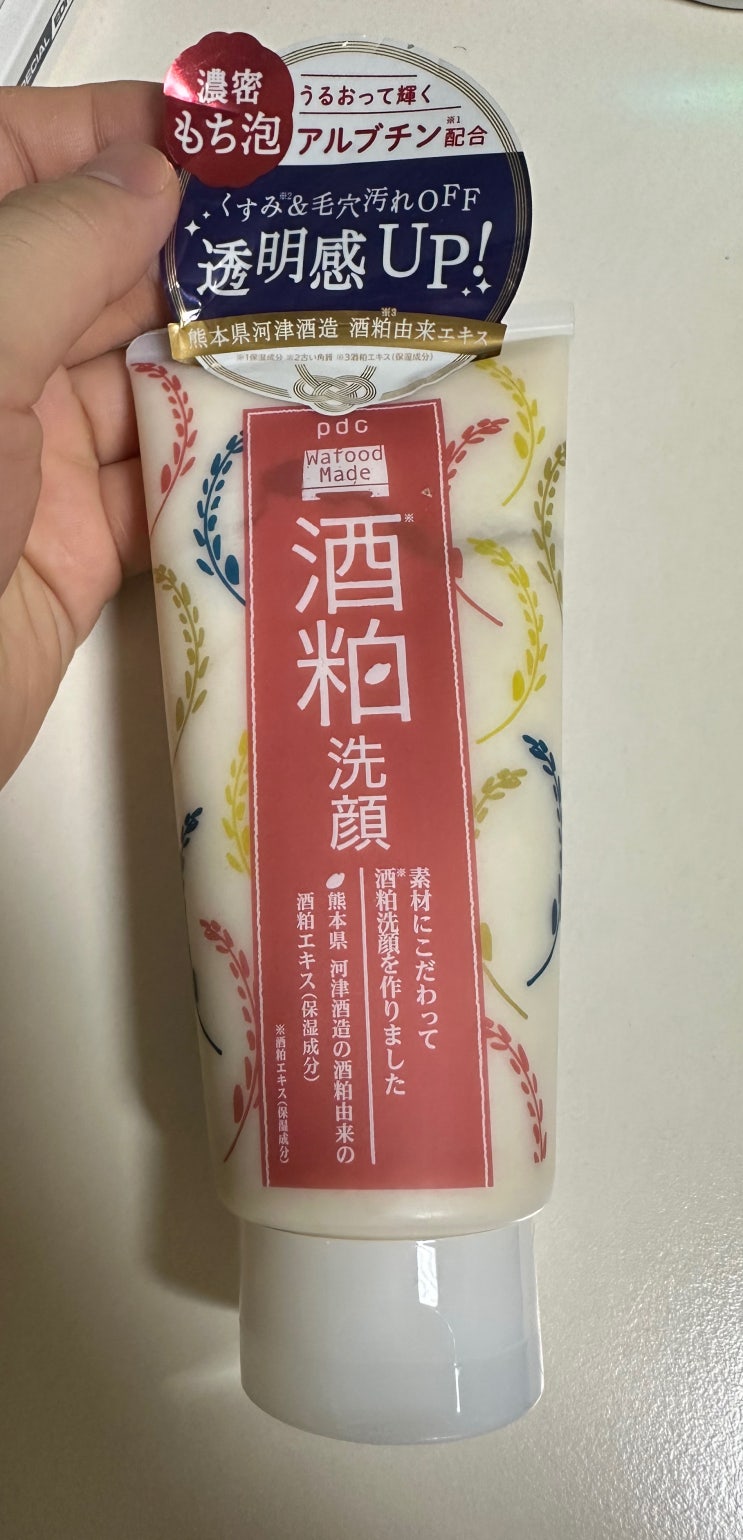 SPECIAL
濃密
もち泡
うるおって輝く
アルブチン※1配合
くすみ※2&毛穴汚れOFF
透明感UP!
熊本県河津酒造 酒粕由来エキス※3
※1保湿成分 ※2古い角質 ※3酒粕エキス(保湿成分)
pdc
Wafood
Made
酒粕※
洗顔
素材にこだわって
酒粕※洗顔を作りました
熊本県 河津酒造の酒粕由来の
酒粕エキス(保湿成分)
※酒粕エキス(保湿成分)